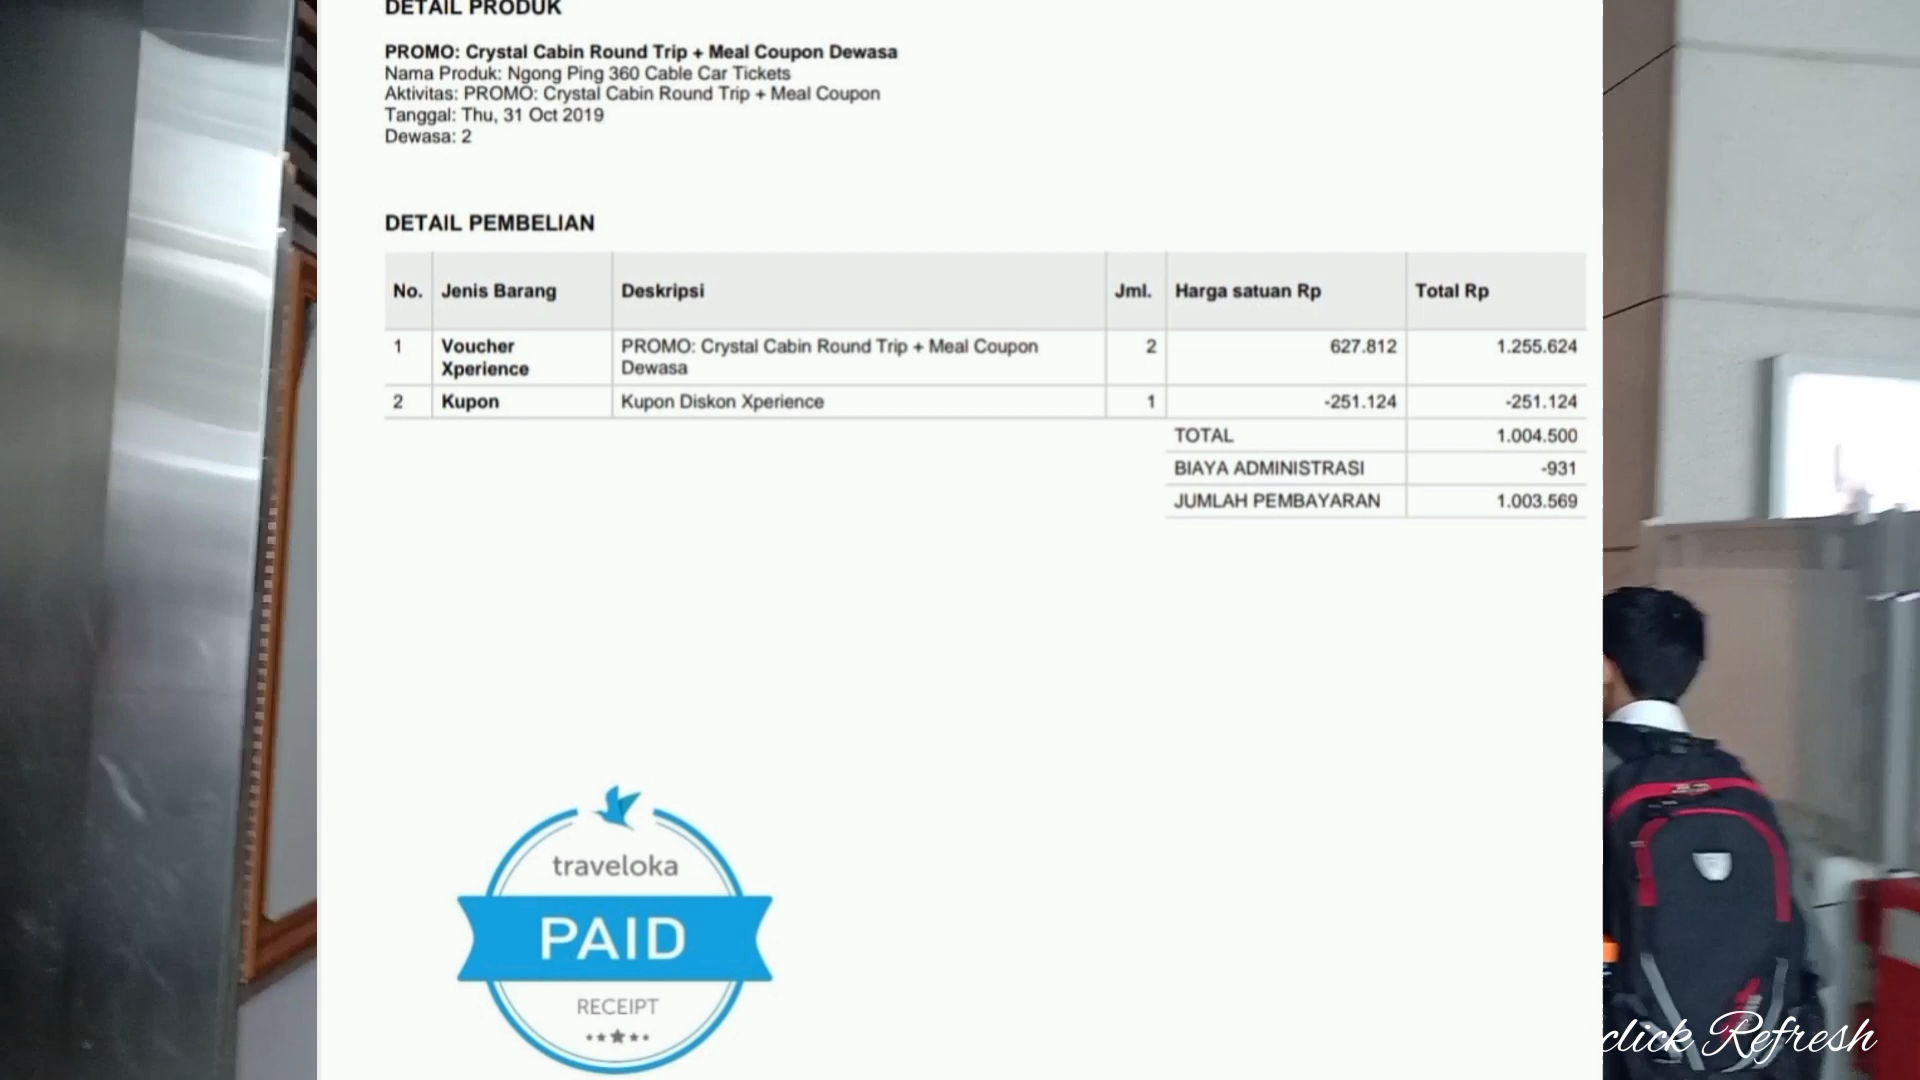 DETAIL PRODUK
PROMO: Crystal Cabin Round Trip + Meal Coupon Dewasa
Nama Produk: Ngong Ping 360 Cable Car Tickets
Aktivitas: PROMO: Crystal Cabin Round Trip + Meal Coupon
Tanggal: Thu, 31 Oct 2019
Dewasa: 2
DETAIL PEMBELIAN
No. Jenis Barang Deskripsi Jml. Harga satuan Rp Total Rp
1 Voucher Xperience PROMO: Crystal Cabin Round Trip + Meal Coupon Dewasa 2 627.812 1.255.624
2 Kupon Kupon Diskon Xperience 1 -251.124 -251.124
TOTAL 1.004.500
BIAYA ADMINISTRASI -931
JUMLAH PEMBAYARAN 1.003.569
traveloka
PAID
RECEIPT
click Refresh